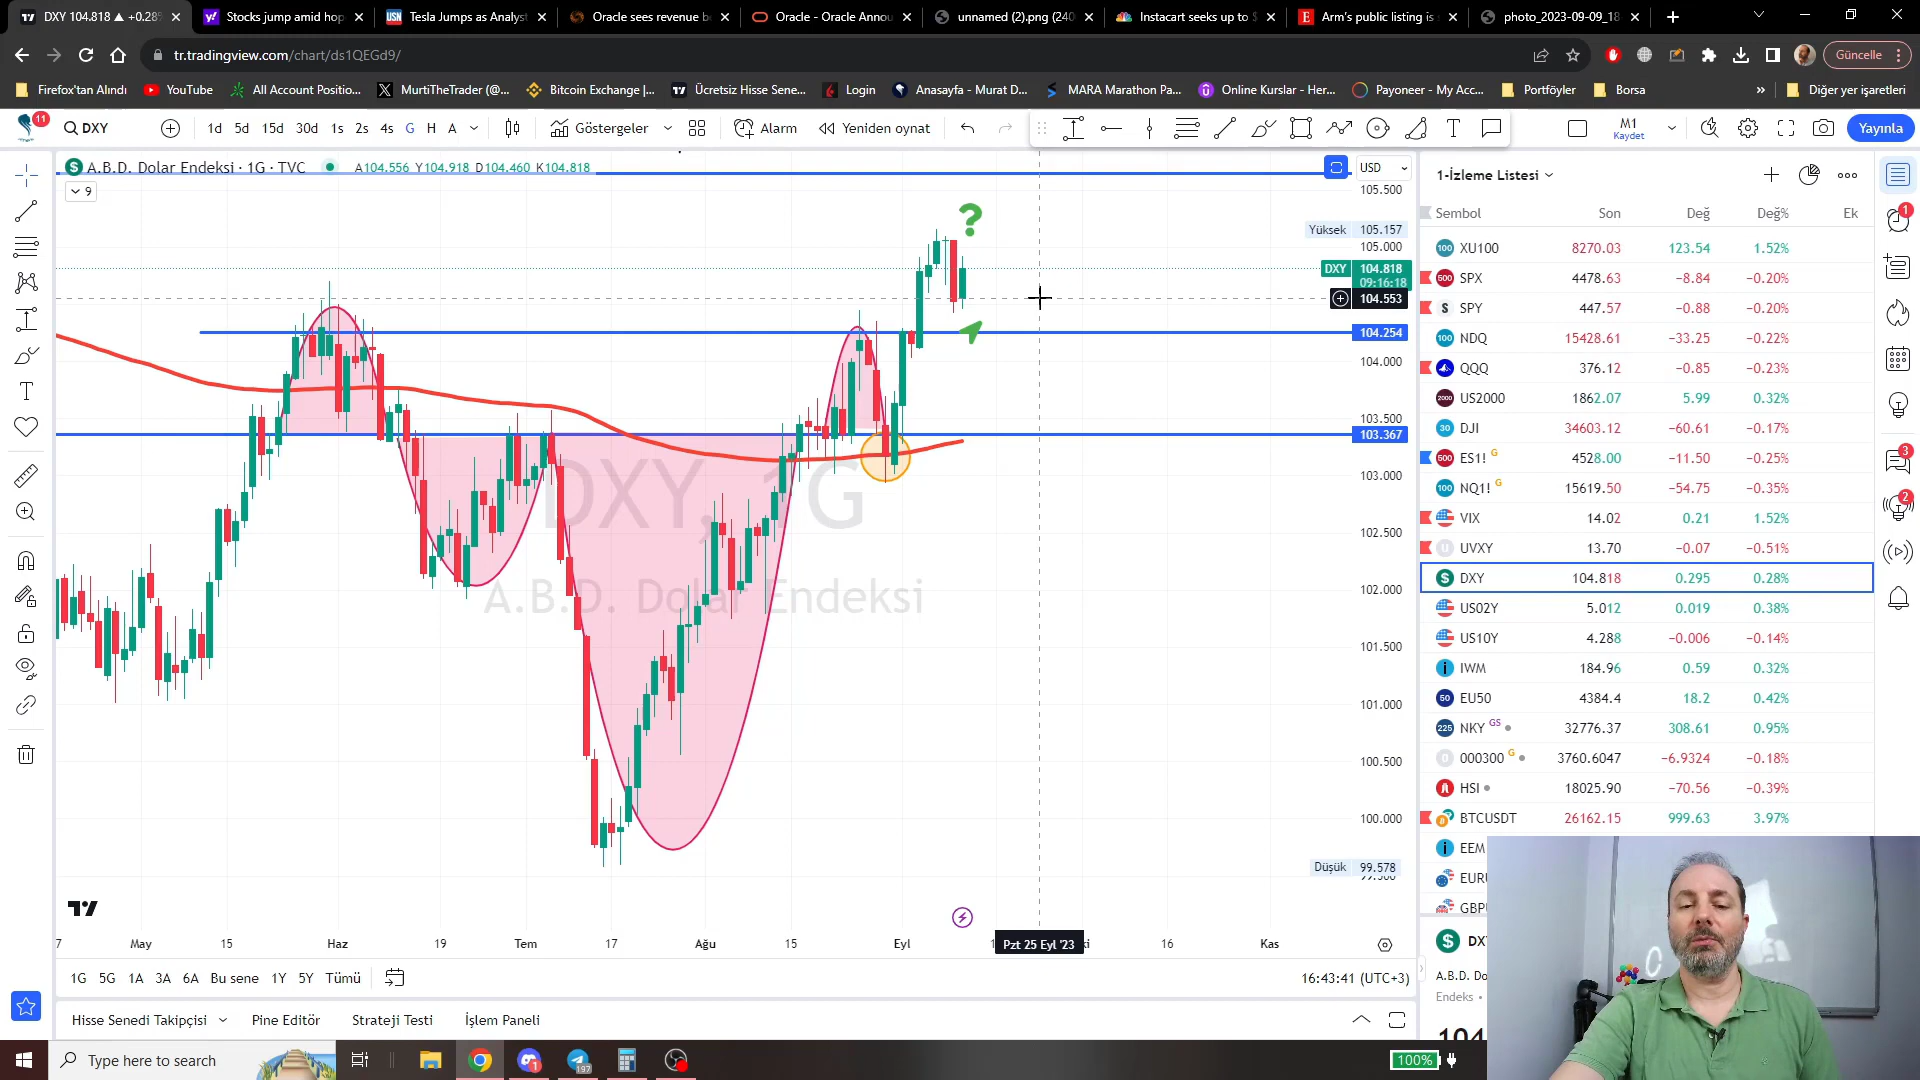 DXY 104.818 ▲ +0.28
Stocks jump amid hop
Tesla Jumps as Analyst
Oracle sees revenue b
Oracle - Oracle Annou
unnamed (2).png (240
Instacart seeks up to $
Arm's public listing is
photo_2023-09-09_18
tr.tradingview.com/chart/ds1QEGd9/
Güncelle
Firefox'tan Alındı
YouTube
All Account Positio...
MurtiTheTrader (@...
Bitcoin Exchange |...
Ücretsiz Hisse Sene...
Login
Anasayfa - Murat D...
MARA Marathon Pa...
Online Kurslar - Her...
Payoneer - My Acc...
Portföyler
Borsa
»
Diğer yer işaretleri
11
DXY
1d 5d 15d 30d 1s 2s 4s G H A
Göstergeler
Alarm
Yeniden oynat
M1
Kaydet
Yayınla
A.B.D. Dolar Endeksi · 1G · TVC
A104.556 Y104.918 D104.460 K104.818
9
USD
105.500
Yüksek 105.157
105.000
DXY 104.818
09:16:18
104.553
104.254
104.000
103.500
103.367
103.000
102.500
102.000
101.500
101.000
100.500
100.000
Düşük 99.578
?
DXY, 1G
A.B.D. Dolar Endeksi
7 May 15 Haz 19 Tem 17 Ağu 15 Eyl Pzt 25 Eyl '23 16 Kas
1G 5G 1A 3A 6A Bu sene 1Y 5Y Tümü
16:43:41 (UTC+3)
Hisse Senedi Takipçisi
Pine Editör
Strateji Testi
İşlem Paneli
1-İzleme Listesi
Sembol Son Değ Değ% Ek
XU100 8270.03 123.54 1.52%
SPX 4478.63 −8.84 −0.20%
SPY 447.57 −0.88 −0.20%
NDQ 15428.61 −33.25 −0.22%
QQQ 376.12 −0.85 −0.23%
US2000 1862.07 5.99 0.32%
DJI 34603.12 −60.61 −0.17%
ES1! G 4528.00 −11.50 −0.25%
NQ1! G 15619.50 −54.75 −0.35%
VIX 14.02 0.21 1.52%
UVXY 13.70 −0.07 −0.51%
DXY 104.818 0.295 0.28%
US02Y 5.012 0.019 0.38%
US10Y 4.288 −0.006 −0.14%
IWM 184.96 0.59 0.32%
EU50 4384.4 18.2 0.42%
NKY GS 32776.37 308.61 0.95%
000300 G 3760.6047 −6.9324 −0.18%
HSI 18025.90 −70.56 −0.39%
BTCUSDT 26162.15 999.63 3.97%
EEM
EURU
GBP
DX
A.B.D. Do
Endeks •
104
1
3
2
Type here to search
1
197
100%